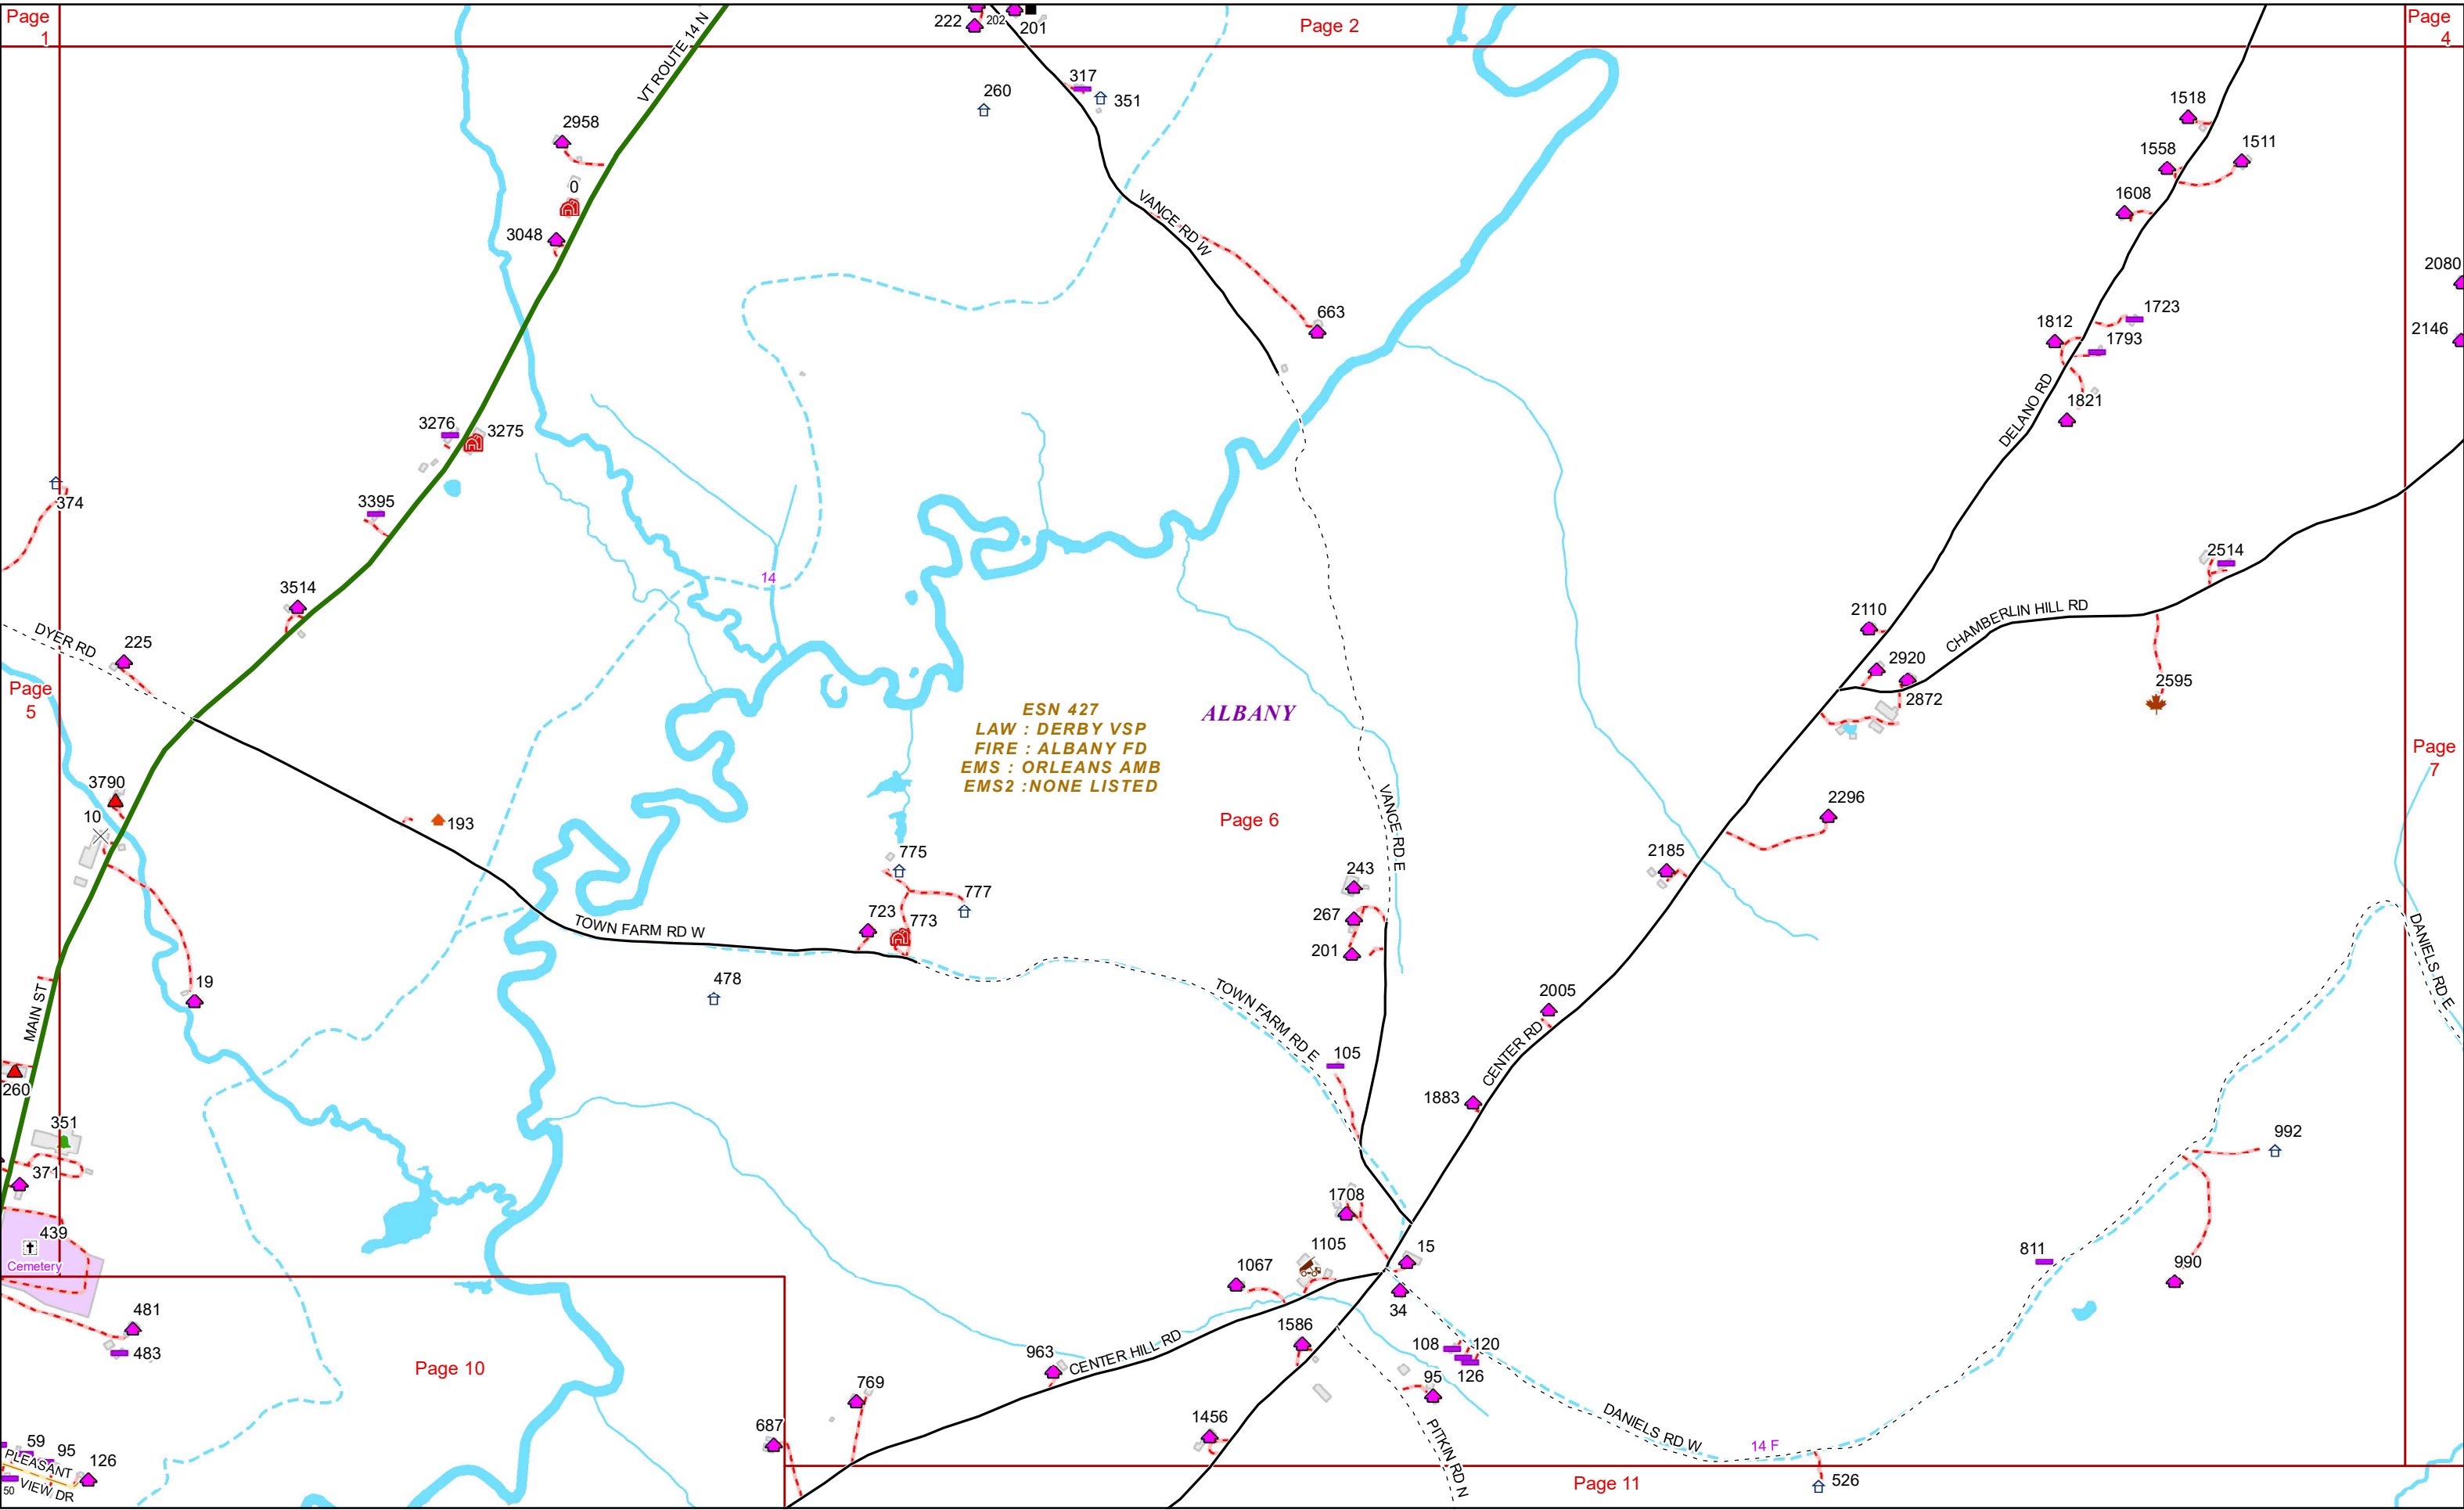 Page
1
VT ROUTE 14 N
222
202
201
Page 2
Page
4
317
260
351
1518
2958
1558
1511
0
1608
VANCE RD W
3048
2080
663
1723
1812
2146
1793
DELANO RD
1821
3276
3275
374
3395
2514
14
3514
CHAMBERLIN HILL RD
2110
DYER RD
225
2920
2595
2872
Page
5
ESN 427
LAW : DERBY VSP
FIRE : ALBANY FD
EMS : ORLEANS AMB
EMS2 :NONE LISTED
ALBANY
Page
7
3790
10
193
2296
Page 6
VANCE RD E
775
243
2185
777
723
773
267
TOWN FARM RD W
201
DANIELS RD E
19
478
2005
MAIN ST
TOWN FARM RD E
CENTER RD
105
260
1883
351
992
371
1708
439
1105
15
811
Cemetery
1067
990
34
481
1586
483
108
120
963
CENTER HILL RD
Page 10
95
126
769
1456
687
DANIELS RD W
PITKIN RD N
14 F
59
95
126
PLEASANT
VIEW DR
50
Page 11
526